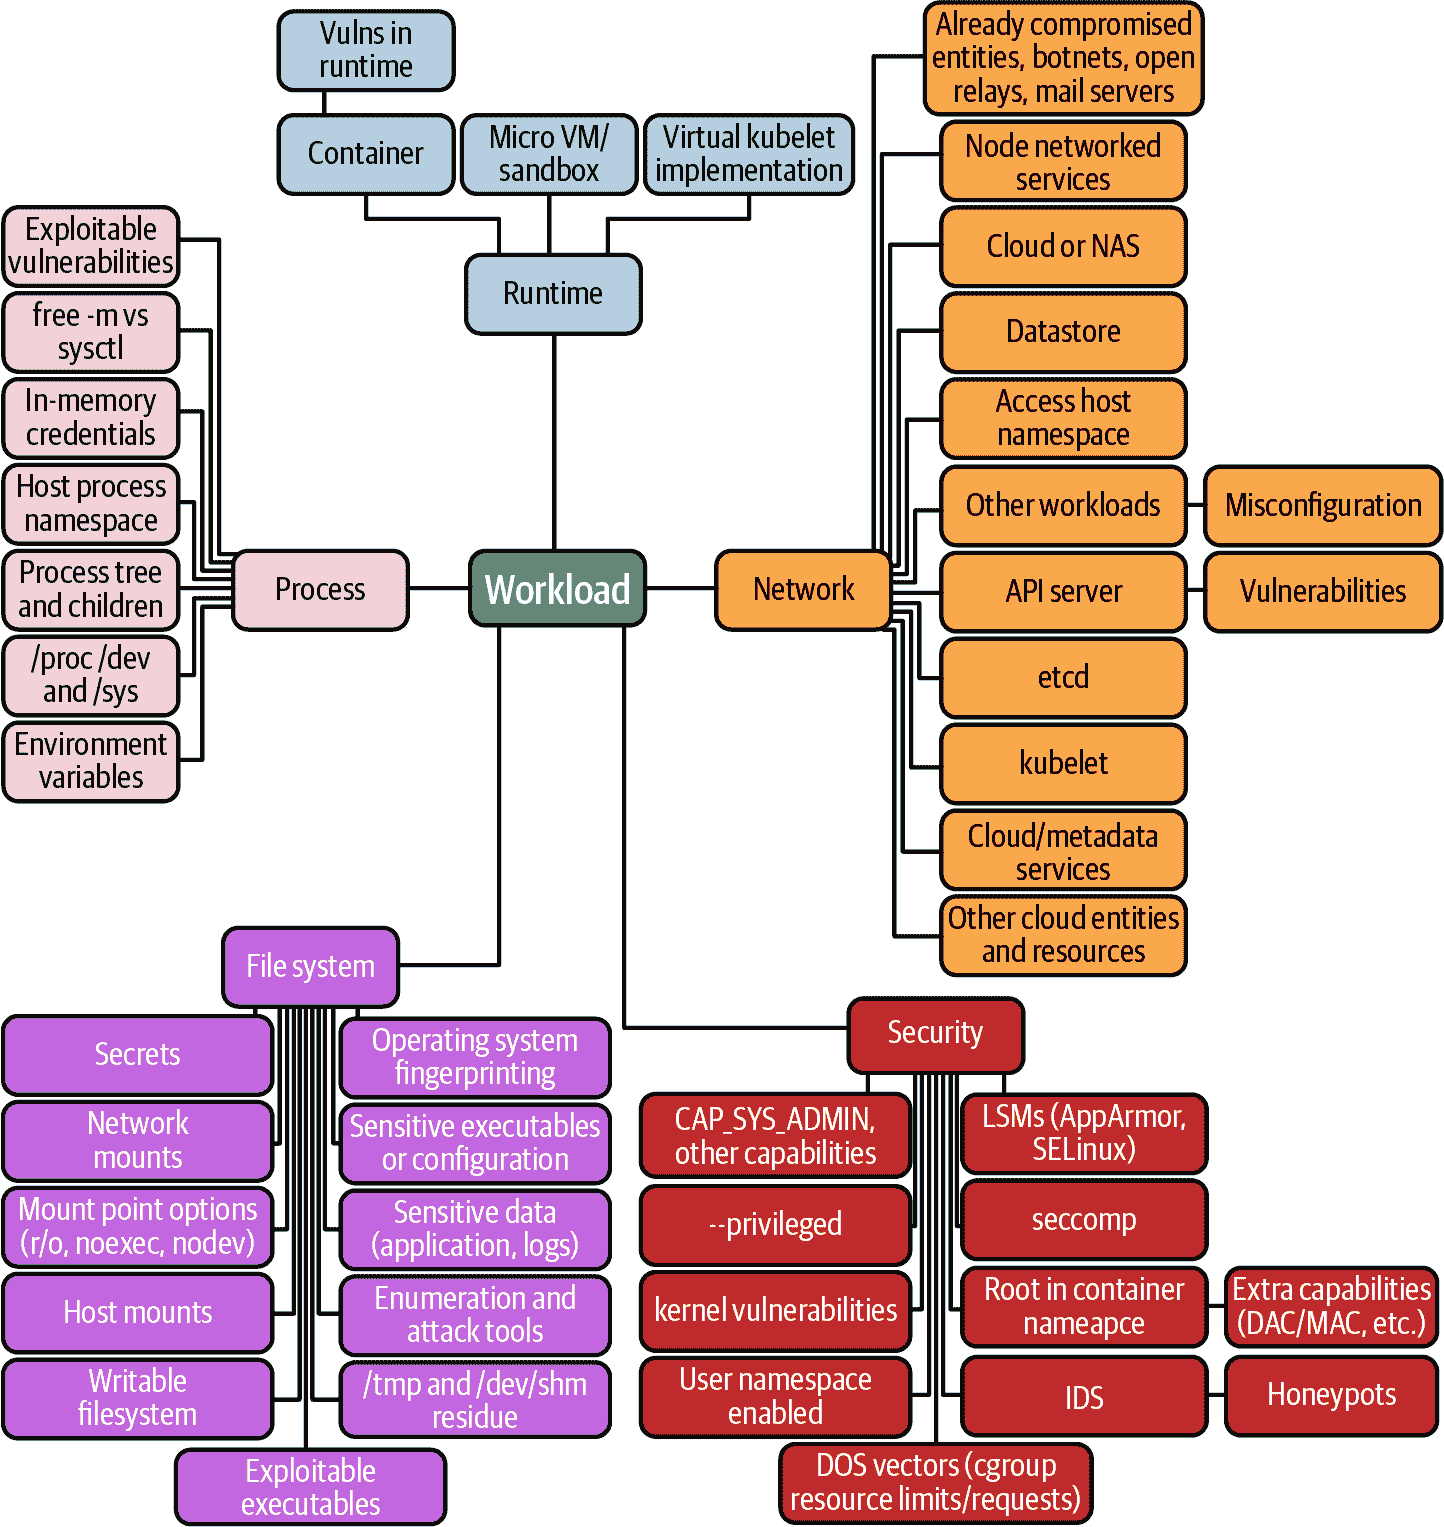 Vulns in
runtime
Container
Micro VM/
sandbox
Virtual kubelet
implementation
Runtime
Exploitable
vulnerabilities
free -m vs
sysctl
In-memory
credentials
Host process
namespace
Process tree
and children
/proc /dev
and /sys
Environment
variables
Process
Workload
Network
Already compromised
entities, botnets, open
relays, mail servers
Node networked
services
Cloud or NAS
Datastore
Access host
namespace
Other workloads
Misconfiguration
API server
Vulnerabilities
etcd
kubelet
Cloud/metadata
services
Other cloud entities
and resources
File system
Secrets
Network
mounts
Mount point options
(r/o, noexec, nodev)
Host mounts
Writable
filesystem
Operating system
fingerprinting
Sensitive executables
or configuration
Sensitive data
(application, logs)
Enumeration and
attack tools
/tmp and /dev/shm
residue
Exploitable
executables
Security
CAP_SYS_ADMIN,
other capabilities
--privileged
kernel vulnerabilities
User namespace
enabled
LSMs (AppArmor,
SELinux)
seccomp
Root in container
nameapce
Extra capabilities
(DAC/MAC, etc.)
IDS
Honeypots
DOS vectors (cgroup
resource limits/requests)